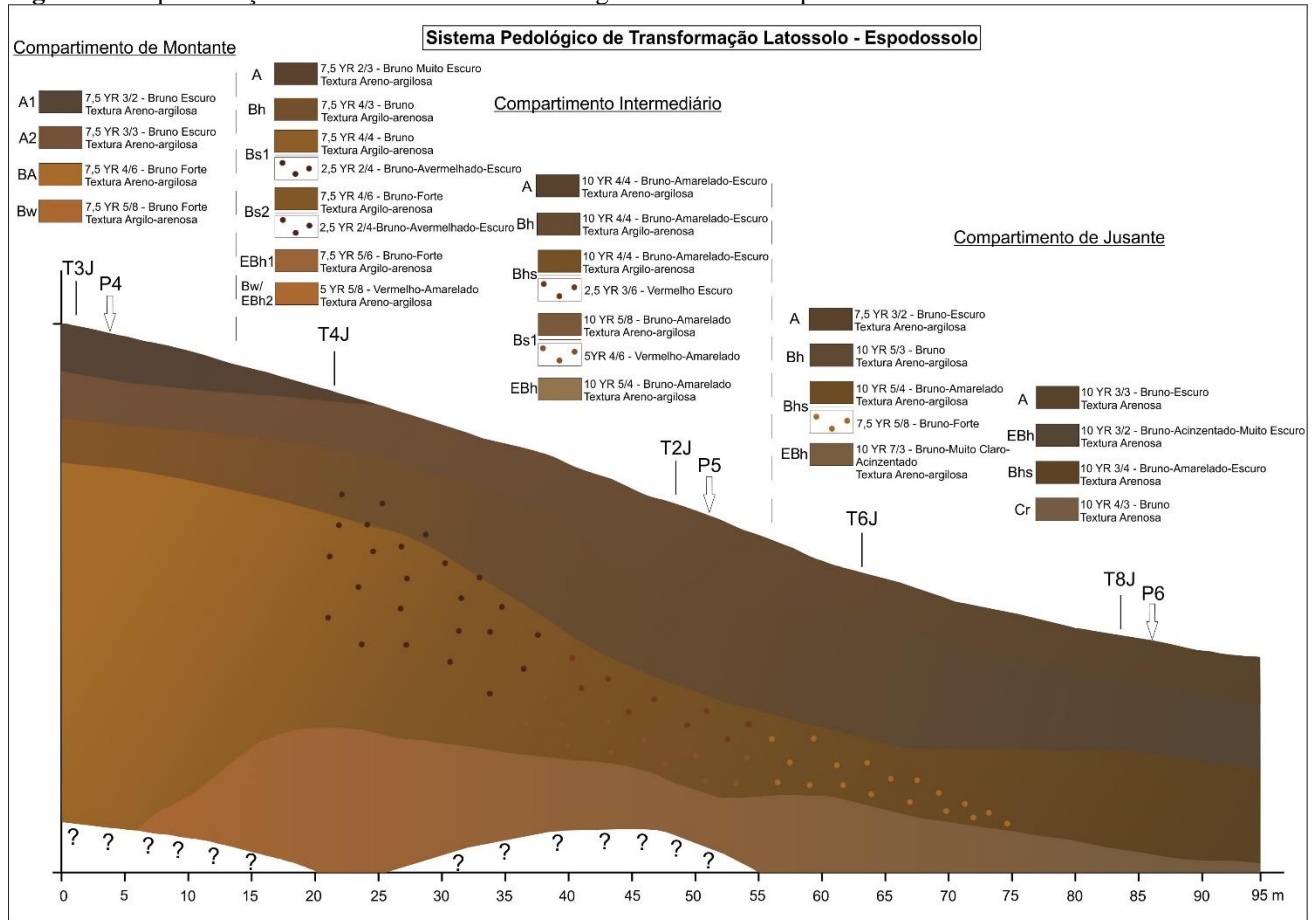 Sistema Pedológico de Transformação Latossolo - Espodossolo
Compartimento de Montante
A1 7,5 YR 3/2 - Bruno Escuro
Textura Areno-argilosa
A2 7,5 YR 3/3 - Bruno Escuro
Textura Areno-argilosa
BA 7,5 YR 4/6 - Bruno Forte
Textura Areno-argilosa
Bw 7,5 YR 5/8 - Bruno Forte
Textura Argilo-arenosa
A 7,5 YR 2/3 - Bruno Muito Escuro
Textura Areno-argilosa
Bh 7,5 YR 4/3 - Bruno
Textura Argilo-arenosa
Bs1 7,5 YR 4/4 - Bruno
Textura Argilo-arenosa
2,5 YR 2/4 - Bruno-Avermelhado-Escuro
Bs2 7,5 YR 4/6 - Bruno-Forte
Textura Argilo-arenosa
2,5 YR 2/4-Bruno-Avermelhado-Escuro
EBh1 7,5 YR 5/6 - Bruno-Forte
Textura Argilo-arenosa
Bw/
EBh2 5 YR 5/8 - Vermelho-Amarelado
Textura Areno-argilosa
Compartimento Intermediário
A 10 YR 4/4 - Bruno-Amarelado-Escuro
Textura Areno-argilosa
Bh 10 YR 4/4 - Bruno-Amarelado-Escuro
Textura Argilo-arenosa
Bhs 10 YR 4/4 - Bruno-Amarelado-Escuro
Textura Argilo-arenosa
2,5 YR 3/6 - Vermelho Escuro
Bs1 10 YR 5/8 - Bruno-Amarelado
Textura Areno-argilosa
5YR 4/6 - Vermelho-Amarelado
EBh 10 YR 5/4 - Bruno-Amarelado
Textura Areno-argilosa
Compartimento de Jusante
A 7,5 YR 3/2 - Bruno-Escuro
Textura Areno-argilosa
Bh 10 YR 5/3 - Bruno
Textura Areno-argilosa
Bhs 10 YR 5/4 - Bruno-Amarelado
Textura Areno-argilosa
7,5 YR 5/8 - Bruno-Forte
EBh 10 YR 7/3 - Bruno-Muito Claro-
Acinzentado
Textura Areno-argilosa
A 10 YR 3/3 - Bruno-Escuro
Textura Arenosa
EBh 10 YR 3/2 - Bruno-Acinzentado-Muito Escuro
Textura Arenosa
Bhs 10 YR 3/4 - Bruno-Amarelado-Escuro
Textura Arenosa
Cr 10 YR 4/3 - Bruno
Textura Arenosa
T3J
P4
T4J
T2J
P5
T6J
T8J
P6
? ? ? ? ? ? ? ? ? ? ? ? ?
0 5 10 15 20 25 30 35 40 45 50 55 60 65 70 75 80 85 90 95 m